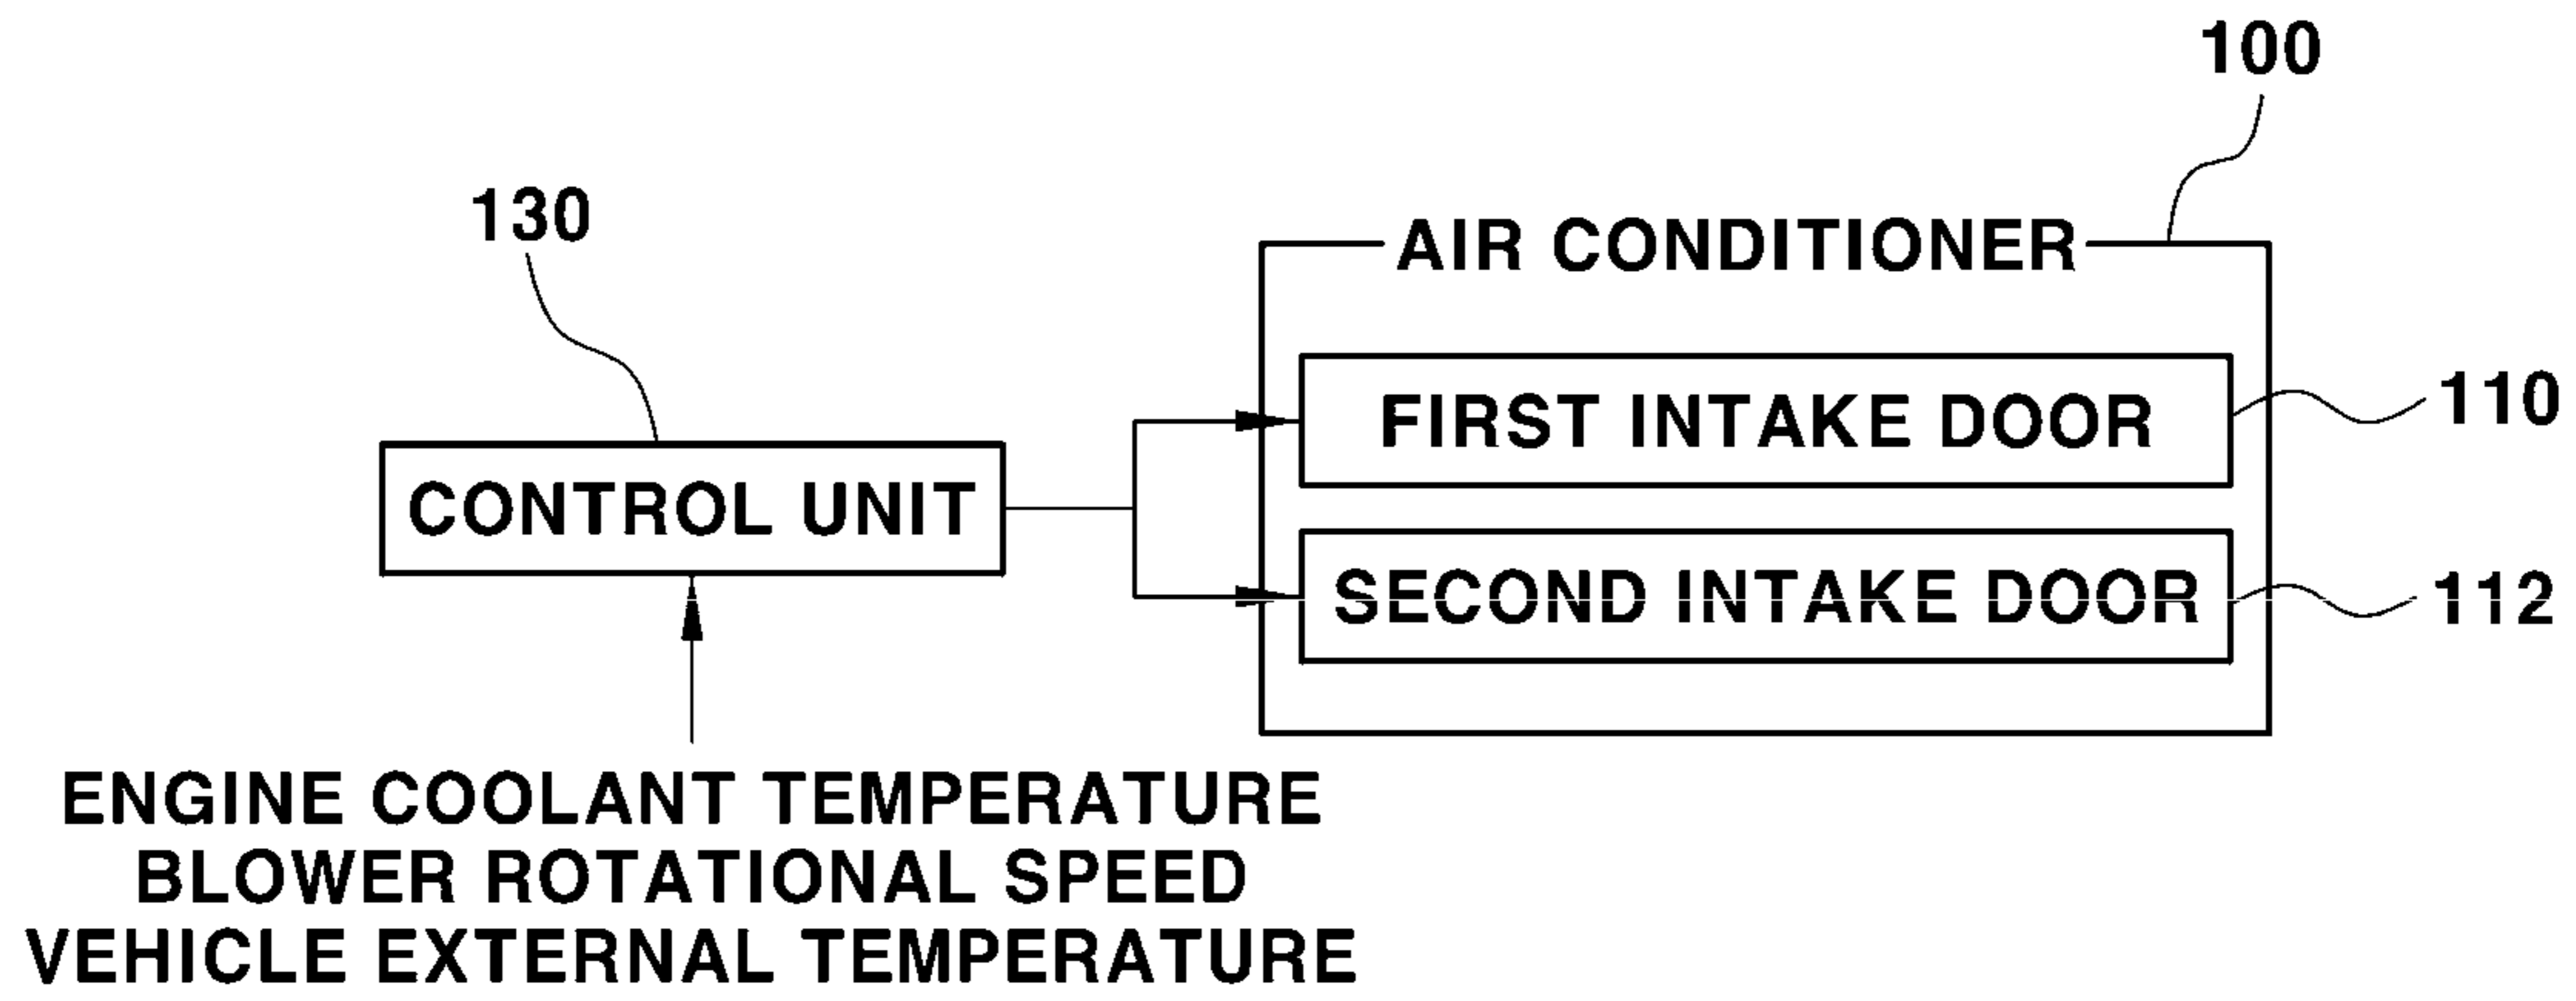 100
130
AIR CONDITIONER
FIRST INTAKE DOOR
110
CONTROL UNIT
SECOND INTAKE DOOR
112
ENGINE COOLANT TEMPERATURE
BLOWER ROTATIONAL SPEED
VEHICLE EXTERNAL TEMPERATURE